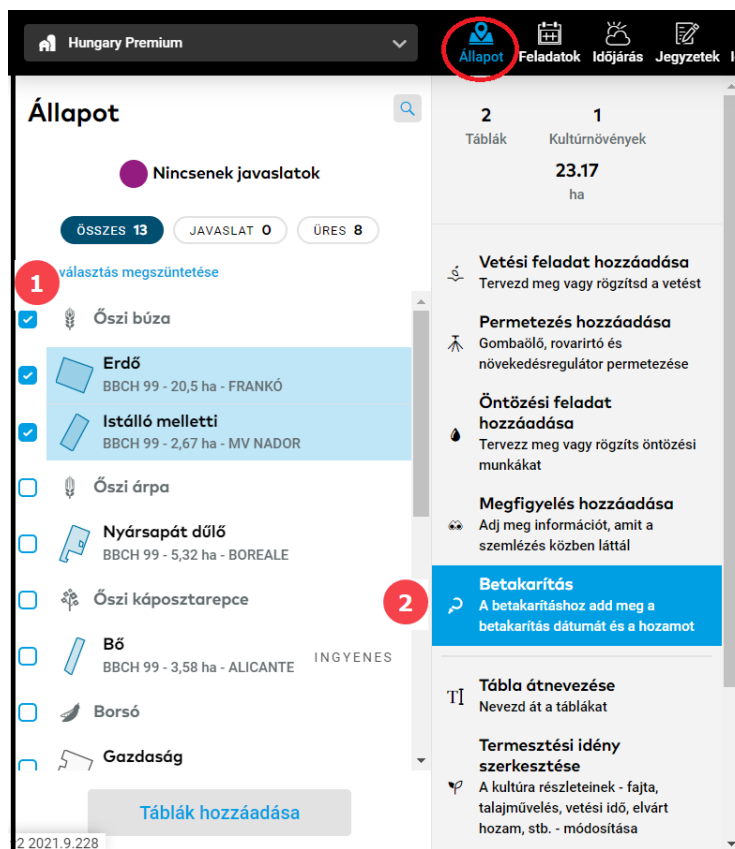 Hungary Premium
Állapot
Feladatok
Időjárás
Jegyzetek
Állapot
Nincsenek javaslatok
ÖSSZES 13
JAVASLAT 0
ÜRES 8
1
választás megszüntetése
Őszi búza
Erdő
BBCH 99 - 20,5 ha - FRANKÓ
Istálló melletti
BBCH 99 - 2,67 ha - MV NADOR
Őszi árpa
Nyársapát dűlő
BBCH 99 - 5,32 ha - BOREALE
Őszi káposztarepce
Bő
BBCH 99 - 3,58 ha - ALICANTE
INGYENES
Borsó
Gazdaság
Táblák hozzáadása
2 2021.9.228
2
1
Táblák
Kultúrnövények
23.17
ha
Vetési feladat hozzáadása
Tervezd meg vagy rögzítsd a vetést
Permetezés hozzáadása
Gombaölő, rovarirtó és
növekedésregulátor permetezése
Öntözési feladat
hozzáadása
Tervezz meg vagy rögzíts öntözési
munkákat
Megfigyelés hozzáadása
Adj meg információt, amit a
szemlézés közben láttál
2
Betakarítás
A betakarításhoz add meg a
betakarítás dátumát és a hozamot
Tábla átnevezése
Nevezd át a táblákat
Termesztési idény
szerkesztése
A kultúra részleteinek - fajta,
talajművelés, vetési idő, elvárt
hozam, stb. - módosítása